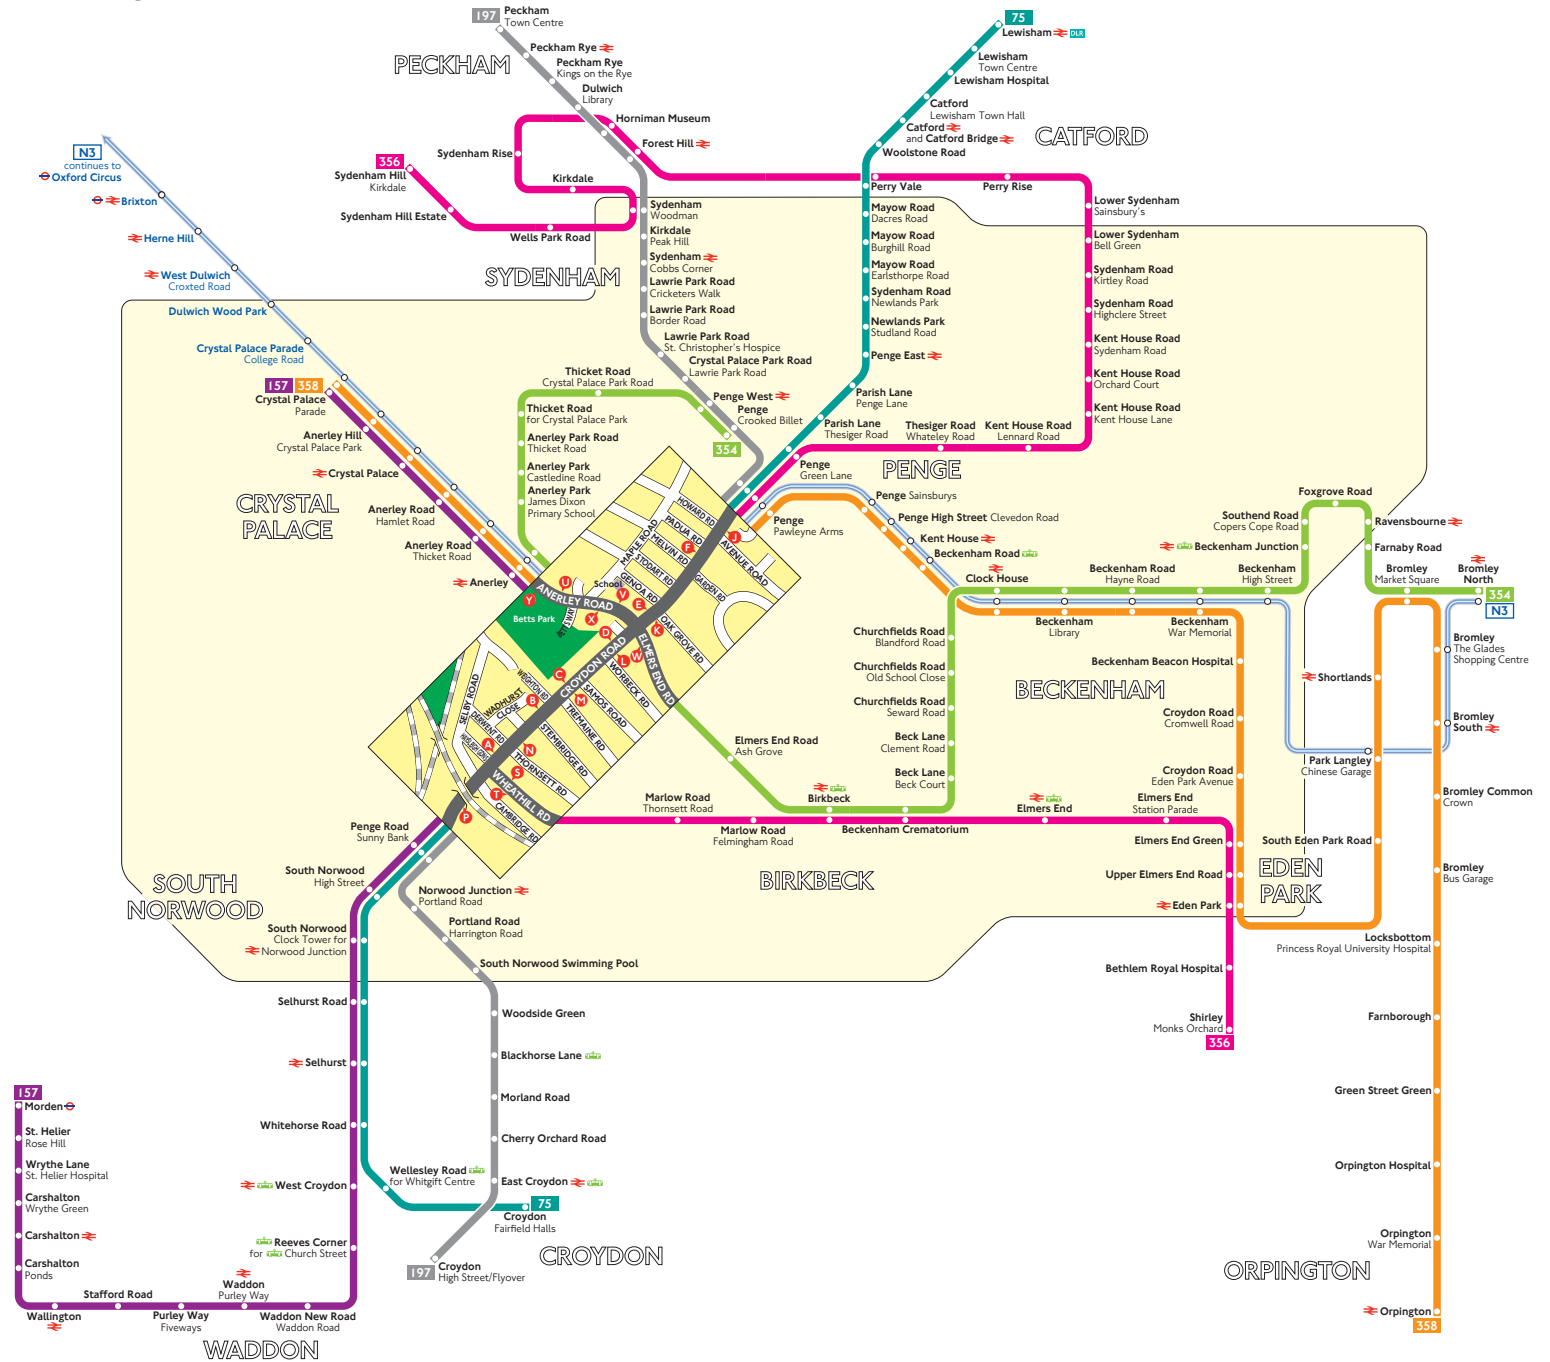 197
Peckham
Town Centre
Peckham Rye
Peckham Rye
Kings on the Rye
Dulwich
Library
PECKHAM
Horniman Museum
Forest Hill
Sydenham Rise
Kirkdale
356
Sydenham Hill
Kirkdale
Sydenham Hill Estate
Wells Park Road
75
Lewisham
DLR
Lewisham
Town Centre
Lewisham Hospital
Catford
Lewisham Town Hall
Catford
and Catford Bridge
Woolstone Road
CATFORD
Perry Vale
Perry Rise
Mayow Road
Dacres Road
Mayow Road
Burghill Road
Mayow Road
Earlsthorpe Road
Sydenham Road
Newlands Park
Newlands Park
Studland Road
Penge East
Parish Lane
Penge Lane
Parish Lane
Thesiger Road
Lower Sydenham
Sainsbury's
Lower Sydenham
Bell Green
Sydenham Road
Kirtley Road
Sydenham Road
Highclere Street
Kent House Road
Sydenham Road
Kent House Road
Orchard Court
Kent House Road
Kent House Lane
Thesiger Road
Whateley Road
Kent House Road
Lennard Road
PENGE
Penge
Green Lane
N3
continues to
Oxford Circus
Brixton
Herne Hill
West Dulwich
Croxted Road
Dulwich Wood Park
Crystal Palace Parade
College Road
SYDENHAM
Sydenham
Woodman
Kirkdale
Peak Hill
Sydenham
Cobbs Corner
Lawrie Park Road
Cricketers Walk
Lawrie Park Road
Border Road
Lawrie Park Road
St. Christopher's Hospice
Crystal Palace Park Road
Lawrie Park Road
Penge West
Penge
Crooked Billet
354
157
358
Crystal Palace
Parade
Anerley Hill
Crystal Palace Park
Crystal Palace
Anerley Road
Hamlet Road
Anerley Road
Thicket Road
Anerley
CRYSTAL
PALACE
Thicket Road
Crystal Palace Park Road
Thicket Road
for Crystal Palace Park
Anerley Park Road
Thicket Road
Anerley Park
Castledine Road
Anerley Park
James Dixon
Primary School
HOWARD RD
PADUA RD
MELVIN RD
STODART RD
GENOA RD
MAPLE ROAD
AVENUE ROAD
GARDEN RD
OAK GROVE RD
School
ANERLEY ROAD
BETTS WAY
Betts Park
CROYDON ROAD
ELMERS END RD
WORBECK RD
SAMOS ROAD
TREMAINE RD
STEMBRIDGE RD
THORNSETT RD
WHEATHILL RD
CAMBRIDGE RD
SELBY ROAD
WADHURST
CLOSE
DERWENT RD
WEIGHTON RD
J
F
U
V
E
Y
X
D
K
L
W
C
M
B
A
N
S
T
P
Penge
Pawleyne Arms
Penge Sainsburys
Penge High Street Clevedon Road
Kent House
Beckenham Road
Clock House
Beckenham Road
Hayne Road
Beckenham
High Street
Beckenham Junction
Southend Road
Copers Cope Road
Foxgrove Road
Ravensbourne
Farnaby Road
Bromley
Market Square
Bromley
North
354
N3
Beckenham
Library
Beckenham
War Memorial
Beckenham Beacon Hospital
BECKENHAM
Croydon Road
Cromwell Road
Croydon Road
Eden Park Avenue
Churchfields Road
Blandford Road
Churchfields Road
Old School Close
Churchfields Road
Seward Road
Beck Lane
Clement Road
Beck Lane
Beck Court
Elmers End Road
Ash Grove
Birkbeck
Beckenham Crematorium
Marlow Road
Thornsett Road
Marlow Road
Felmingham Road
BIRKBECK
Elmers End
Elmers End
Station Parade
Elmers End Green
Upper Elmers End Road
Eden Park
EDEN
PARK
Bethlem Royal Hospital
Shirley
Monks Orchard
356
Shortlands
Park Langley
Chinese Garage
South Eden Park Road
Bromley
The Glades
Shopping Centre
Bromley
South
Bromley Common
Crown
Bromley
Bus Garage
Locksbottom
Princess Royal University Hospital
Farnborough
Green Street Green
Orpington Hospital
Orpington
War Memorial
ORPINGTON
Orpington
358
Penge Road
Sunny Bank
South Norwood
High Street
SOUTH
NORWOOD
South Norwood
Clock Tower for
Norwood Junction
Selhurst Road
Selhurst
Whitehorse Road
West Croydon
Reeves Corner
for Church Street
Norwood Junction
Portland Road
Portland Road
Harrington Road
South Norwood Swimming Pool
Woodside Green
Blackhorse Lane
Morland Road
Cherry Orchard Road
East Croydon
Wellesley Road
for Whitgift Centre
75
Croydon
Fairfield Halls
CROYDON
197
Croydon
High Street/Flyover
157
Morden
St. Helier
Rose Hill
Wrythe Lane
St. Helier Hospital
Carshalton
Wrythe Green
Carshalton
Carshalton
Ponds
Wallington
Stafford Road
Purley Way
Fiveways
Waddon
Purley Way
Waddon New Road
Waddon Road
WADDON